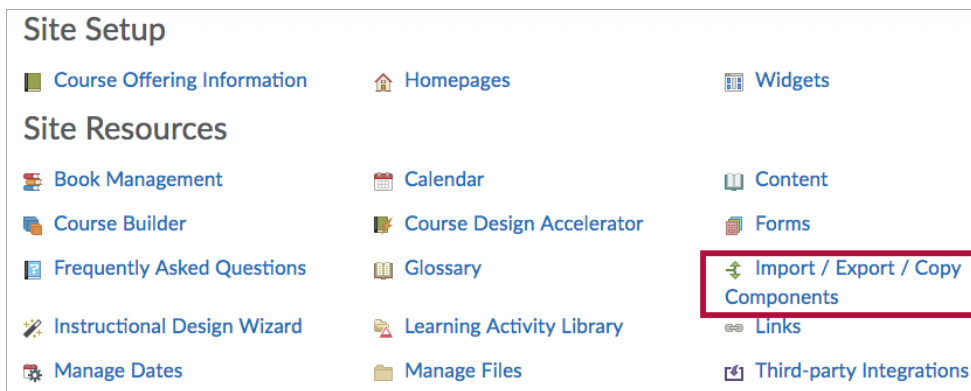 Site Setup
Course Offering Information Homepages Widgets
Site Resources
Book Management Calendar Content
Course Builder Course Design Accelerator Forms
Frequently Asked Questions Glossary Import / Export / Copy
Components
Instructional Design Wizard Learning Activity Library Links
Manage Dates Manage Files Third-party Integrations